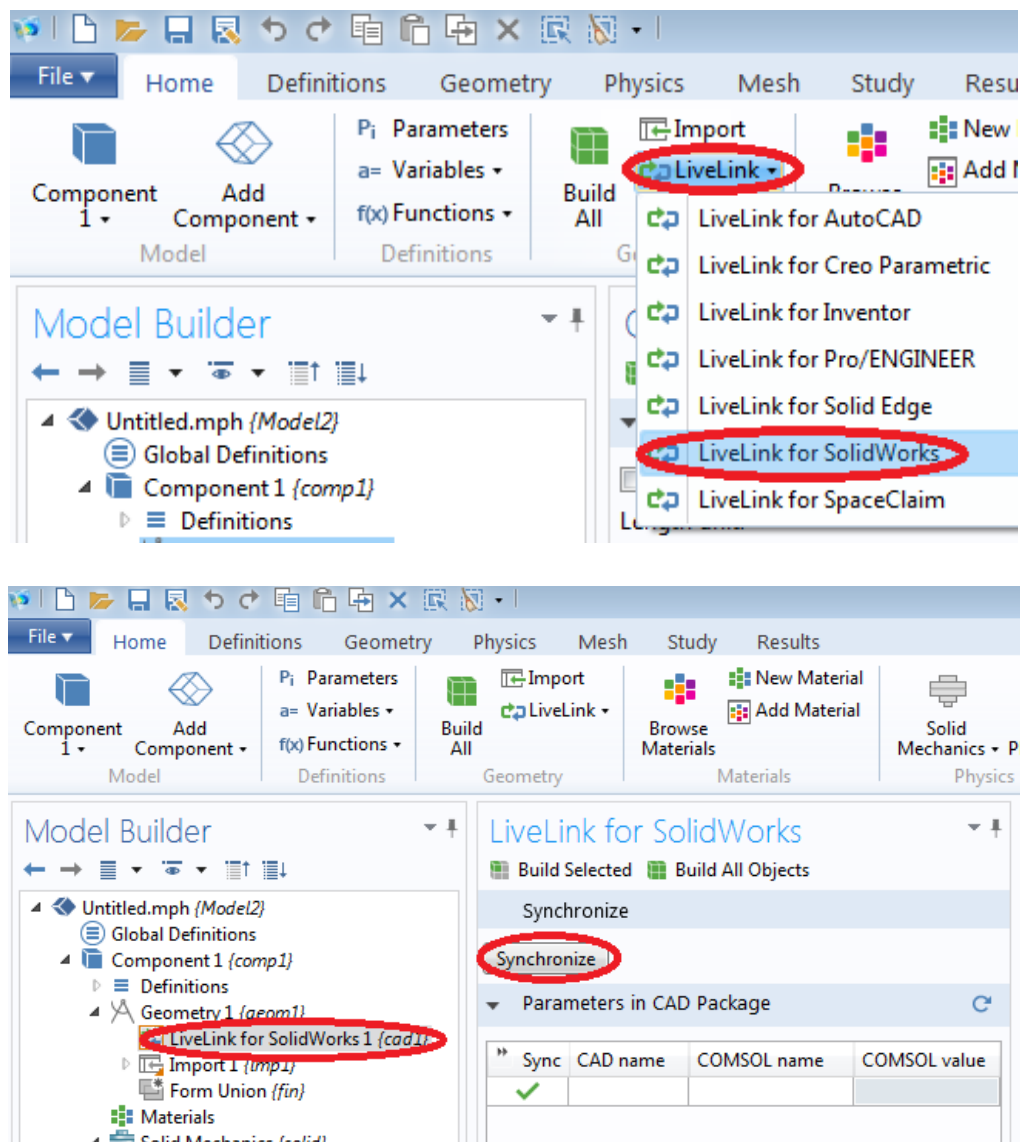 File Home Definitions Geometry Physics Mesh Study Resu
Component 1
Add Component
Model
Pi Parameters
a= Variables
f(x) Functions
Definitions
Build All
Import
LiveLink
New
Add
LiveLink for AutoCAD
LiveLink for Creo Parametric
LiveLink for Inventor
LiveLink for Pro/ENGINEER
LiveLink for Solid Edge
LiveLink for SolidWorks
LiveLink for SpaceClaim
Model Builder
Untitled.mph {Model2}
Global Definitions
Component 1 {comp1}
Definitions
File Home Definitions Geometry Physics Mesh Study Results
Component 1
Add Component
Model
Pi Parameters
a= Variables
f(x) Functions
Definitions
Build All
Import
LiveLink
Geometry
Browse Materials
New Material
Add Material
Materials
Solid Mechanics
P
Physics
Model Builder
Untitled.mph {Model2}
Global Definitions
Component 1 {comp1}
Definitions
Geometry 1 {geom1}
LiveLink for SolidWorks 1 {cad1}
Import 1 {imp1}
Form Union {fin}
Materials
Solid Mechanics {solid}
LiveLink for SolidWorks
Build Selected Build All Objects
Synchronize
Synchronize
Parameters in CAD Package
Sync CAD name COMSOL name COMSOL value